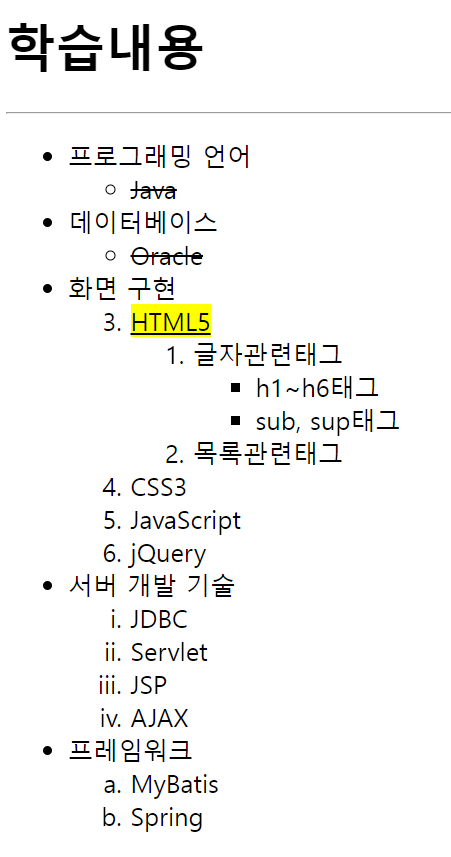 학습내용
프로그래밍 언어
Java
데이터베이스
Oracle
화면 구현
3. HTML5
1. 글자관련태그
h1~h6태그
sub, sup태그
2. 목록관련태그
4. CSS3
5. JavaScript
6. jQuery
서버 개발 기술
i. JDBC
ii. Servlet
iii. JSP
iv. AJAX
프레임워크
a. MyBatis
b. Spring